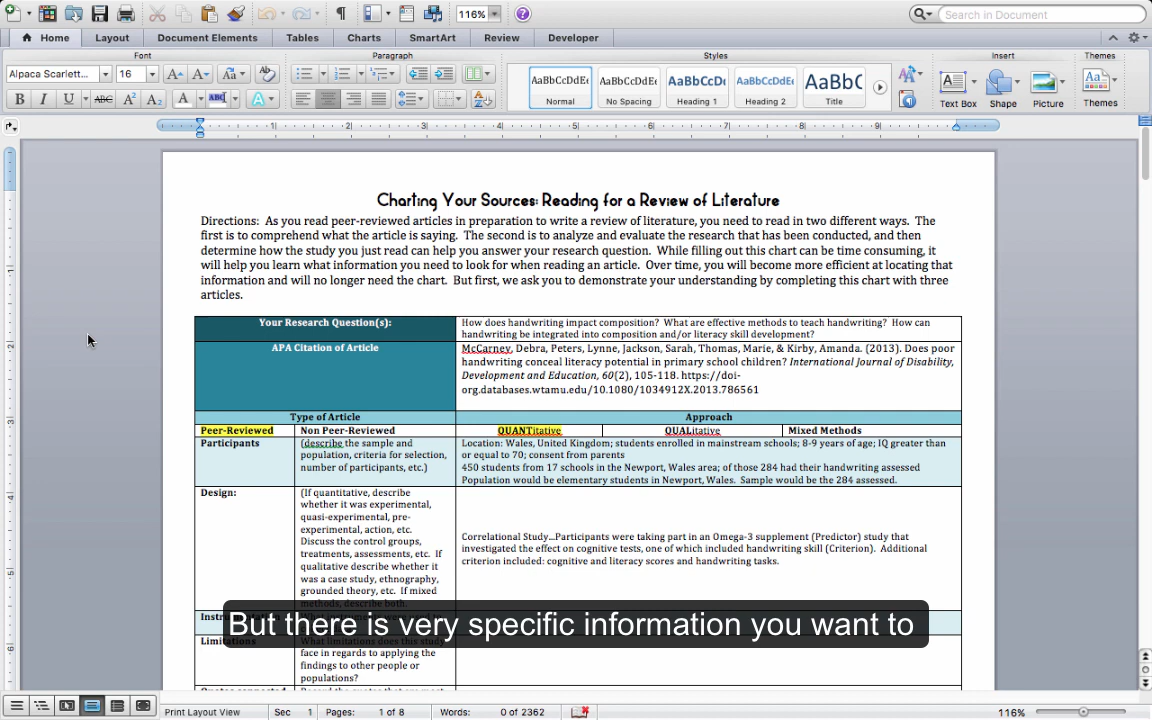 116%
Search in Document
Home Layout Document Elements Tables Charts SmartArt Review Developer
Font Paragraph Styles Insert Themes
Alpaca Scarlett... 16
AaBbCcDdEe AaBbCcDdEe AaBbCcDc AaBbCcDdEe AaBbC
Normal No Spacing Heading 1 Heading 2 Title Text Box Shape Picture Themes
Charting Your Sources: Reading for a Review of Literature
Directions: As you read peer-reviewed articles in preparation to write a review of literature, you need to read in two different ways. The
first is to comprehend what the article is saying. The second is to analyze and evaluate the research that has been conducted, and then
determine how the study you just read can help you answer your research question. While filling out this chart can be time consuming, it
will help you learn what information you need to look for when reading an article. Over time, you will become more efficient at locating that
information and will no longer need the chart. But first, we ask you to demonstrate your understanding by completing this chart with three
articles.
Your Research Question(s):
How does handwriting impact composition? What are effective methods to teach handwriting? How can
handwriting be integrated into composition and/or literacy skill development?
APA Citation of Article
McCarney, Debra, Peters, Lynne, Jackson, Sarah, Thomas, Marie, & Kirby, Amanda. (2013). Does poor
handwriting conceal literacy potential in primary school children? International Journal of Disability,
Development and Education, 60(2), 105-118. https://doi-
org.databases.wtamu.edu/10.1080/1034912X.2013.786561
Type of Article Approach
Peer-Reviewed Non Peer-Reviewed QUANTitative QUALitative Mixed Methods
Participants
(describe the sample and
population, criteria for selection,
number of participants, etc.)
Location: Wales, United Kingdom; students enrolled in mainstream schools; 8-9 years of age; IQ greater than
or equal to 70; consent from parents
450 students from 17 schools in the Newport, Wales area; of those 284 had their handwriting assessed
Population would be elementary students in Newport, Wales. Sample would be the 284 assessed.
Design:
(If quantitative, describe
whether it was experimental,
quasi-experimental, pre-
experimental, action, etc.
Discuss the control groups,
treatments, assessments, etc. If
qualitative describe whether it
was a case study, ethnography,
grounded theory, etc. If mixed
methods, describe both.
Correlational Study...Participants were taking part in an Omega-3 supplement (Predictor) study that
investigated the effect on cognitive tests, one of which included handwriting skill (Criterion). Additional
criterion included: cognitive and literacy scores and handwriting tasks.
But there is very specific information you want to
Limitations
What limitations does this study
face in regards to applying the
findings to other people or
populations?
Print Layout View Sec 1 Pages: 1 of 8 Words: 0 of 2362 116%